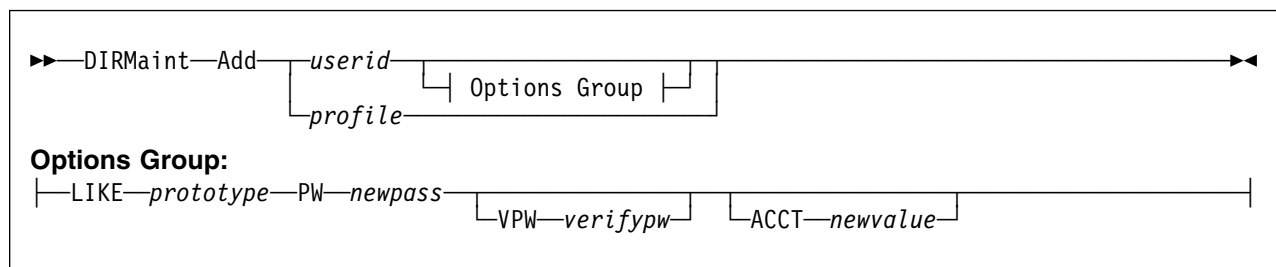 ►►──DIRMaint──Add──userid──────────────────────►◄
├ Options Group ┤
profile
Options Group:
├──LIKE──prototype──PW──newpass──────────────────────┤
VPW──verifypw ACCT──newvalue